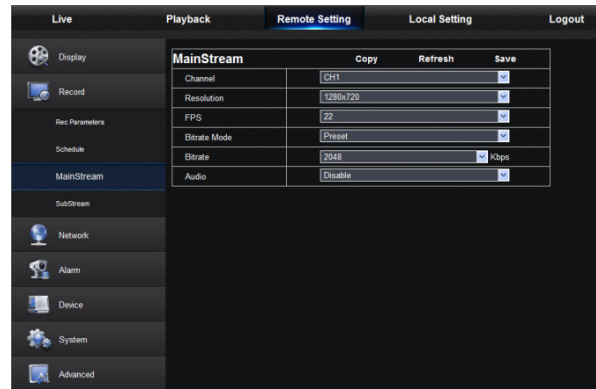 Live Playback Remote Setting Local Setting Logout
Display
Record
Rec Parameters
Schedule
MainStream
SubStream
Network
Alarm
Device
System
Advanced
MainStream Copy Refresh Save
Channel CH1
Resolution 1280x720
FPS 22
Bitrate Mode Preset
Bitrate 2048 Kbps
Audio Disable